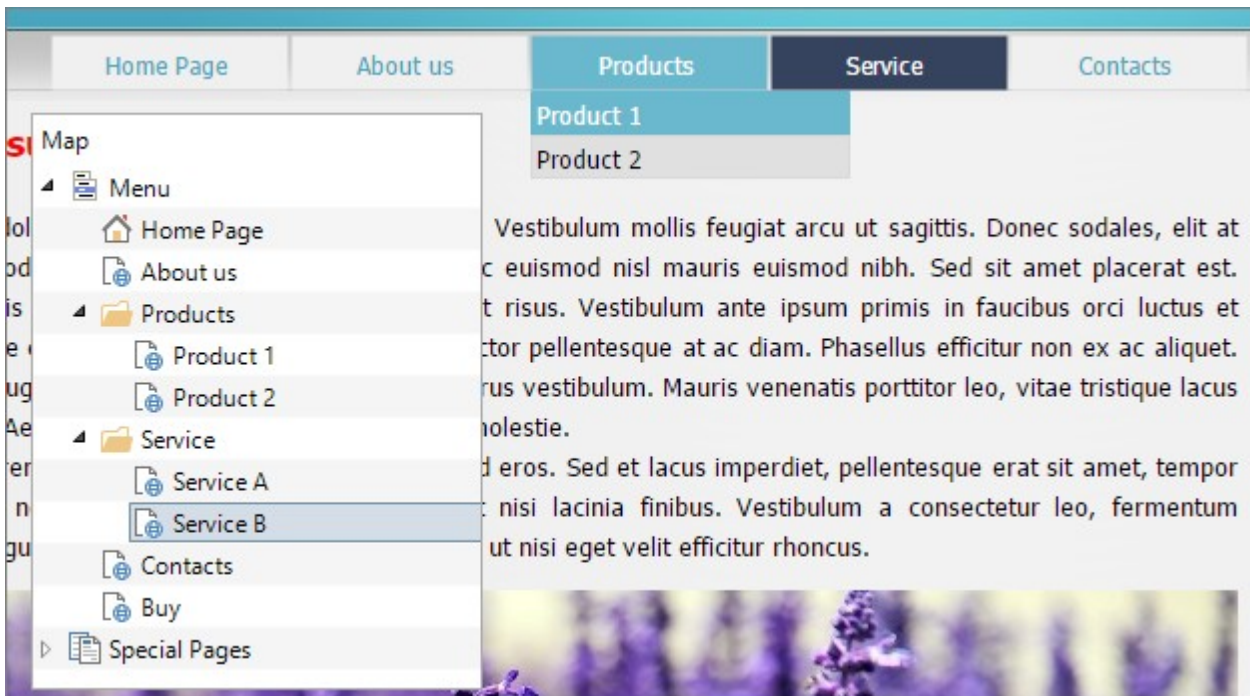 Home Page About us Products Service Contacts
Product 1
Product 2
Map
Menu
Home Page
About us
Products
Product 1
Product 2
Service
Service A
Service B
Contacts
Buy
Special Pages
Vestibulum mollis feugiat arcu ut sagittis. Donec sodales, elit at
euismod nisl mauris euismod nibh. Sed sit amet placerat est.
risus. Vestibulum ante ipsum primis in faucibus orci luctus et
pellentesque at ac diam. Phasellus efficitur non ex ac aliquet.
vestibulum. Mauris venenatis porttitor leo, vitae tristique lacus
eros. Sed et lacus imperdiet, pellentesque erat sit amet, tempor
nisi lacinia finibus. Vestibulum a consectetur leo, fermentum
ut nisi eget velit efficitur rhoncus.